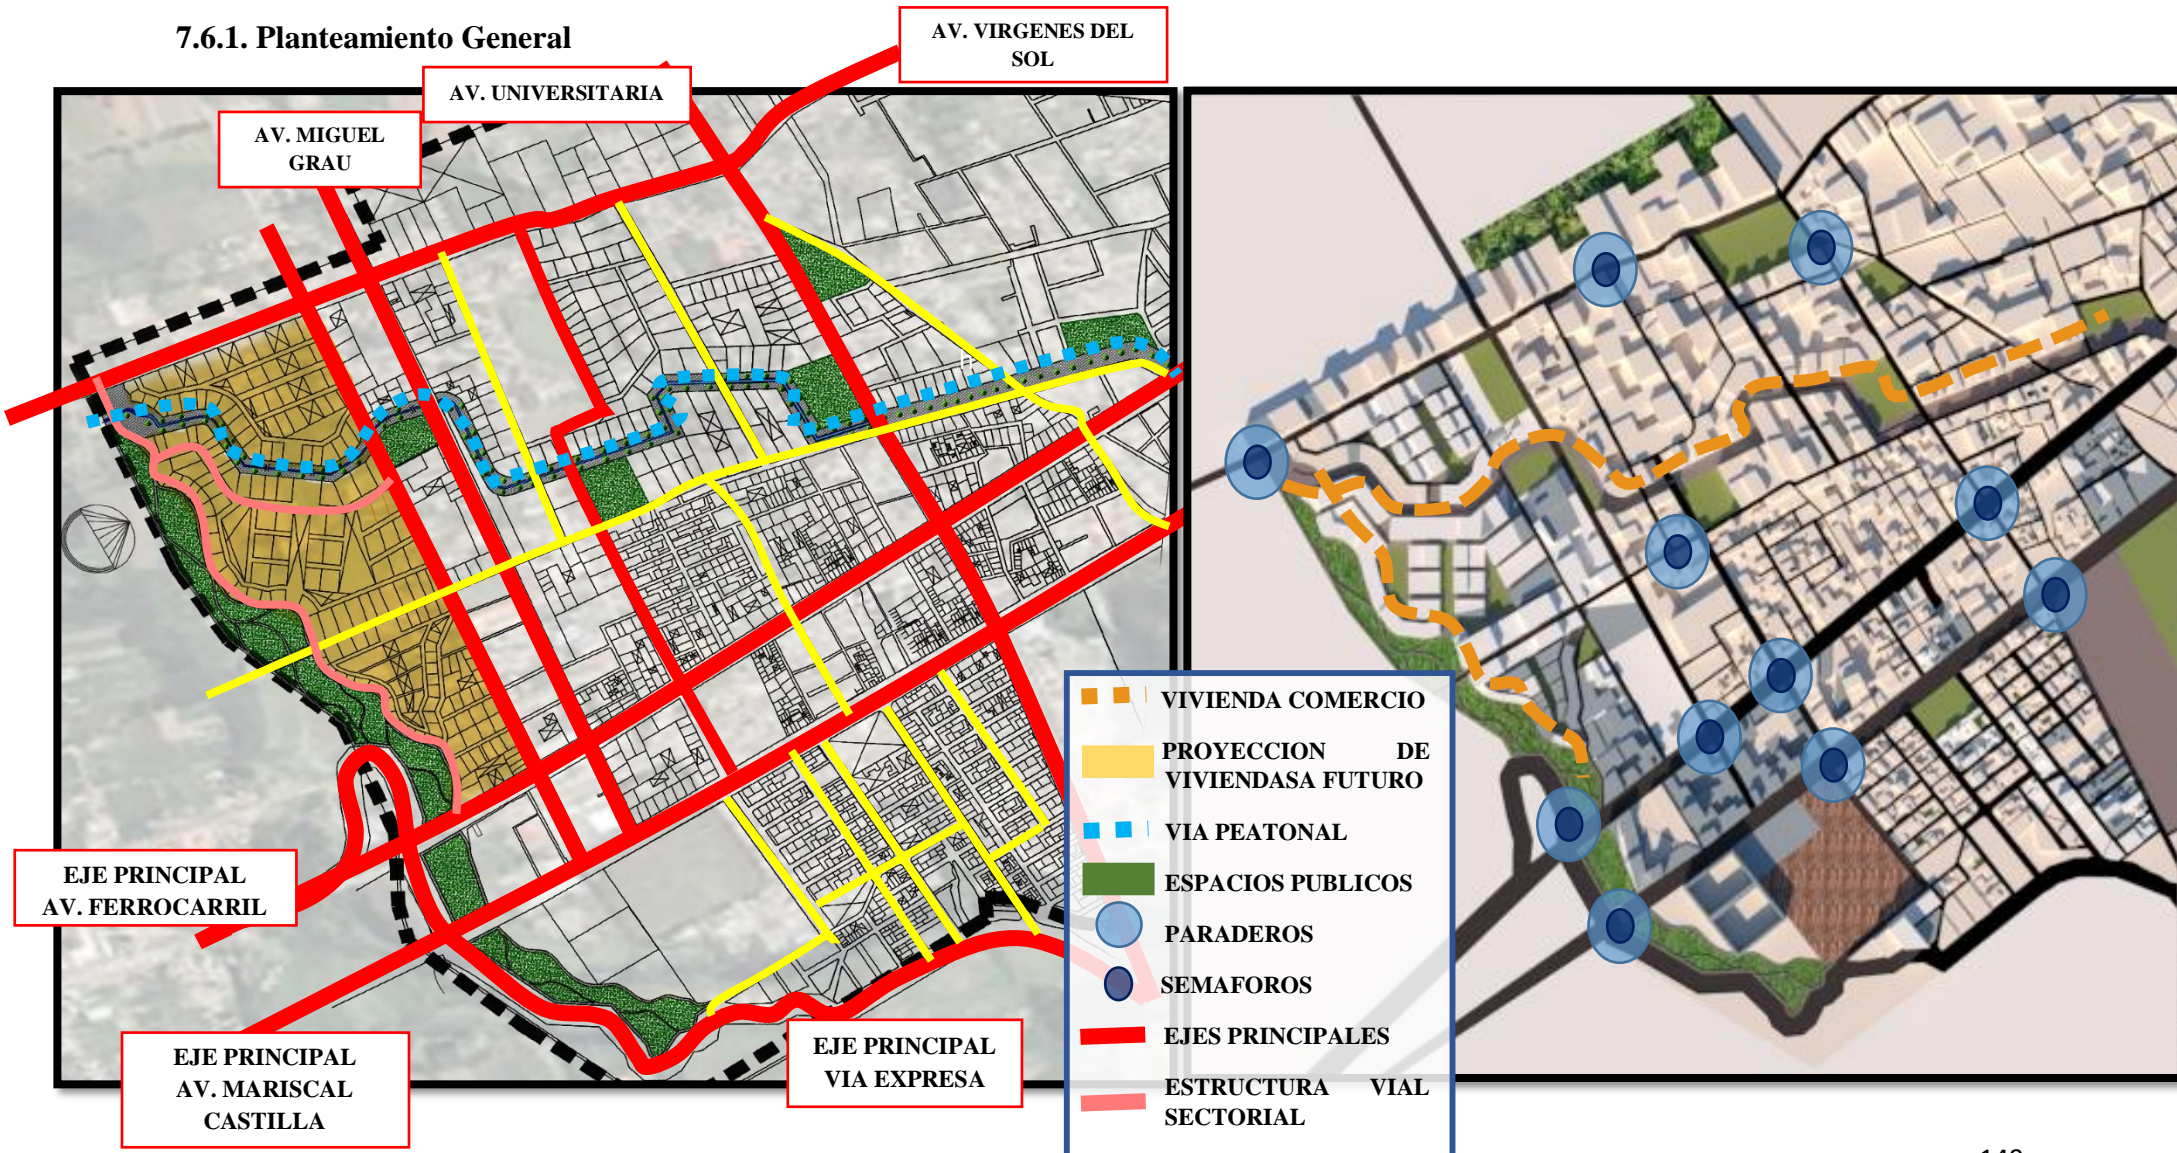 7.6.1. Planteamiento General
AV. VIRGENES DEL
SOL
AV. UNIVERSITARIA
AV. MIGUEL
GRAU
EJE PRINCIPAL
AV. FERROCARRIL
EJE PRINCIPAL
AV. MARISCAL
CASTILLA
EJE PRINCIPAL
VIA EXPRESA
VIVIENDA COMERCIO
PROYECCION DE
VIVIENDASA FUTURO
VIA PEATONAL
ESPACIOS PUBLICOS
PARADEROS
SEMAFOROS
EJES PRINCIPALES
ESTRUCTURA VIAL
SECTORIAL